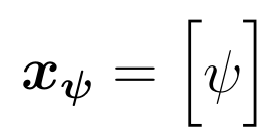 𝒙_𝝍 = [ψ]